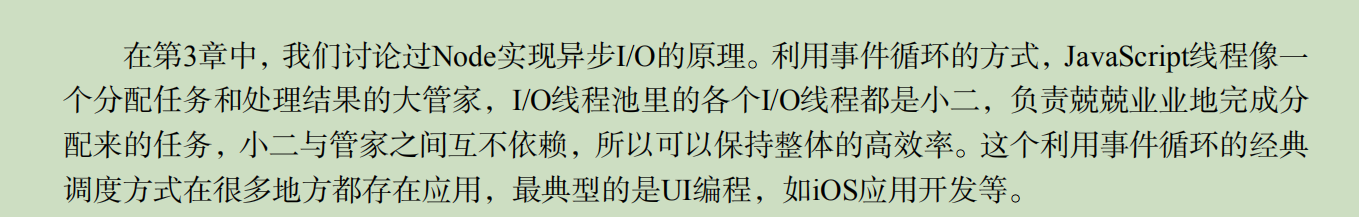 在第3章中，我们讨论过Node实现异步I/O的原理。利用事件循环的方式，JavaScript线程像一
个分配任务和处理结果的大管家，I/O线程池里的各个I/O线程都是小二，负责兢兢业业地完成分
配来的任务，小二与管家之间互不依赖，所以可以保持整体的高效率。这个利用事件循环的经典
调度方式在很多地方都存在应用，最典型的是UI编程，如iOS应用开发等。